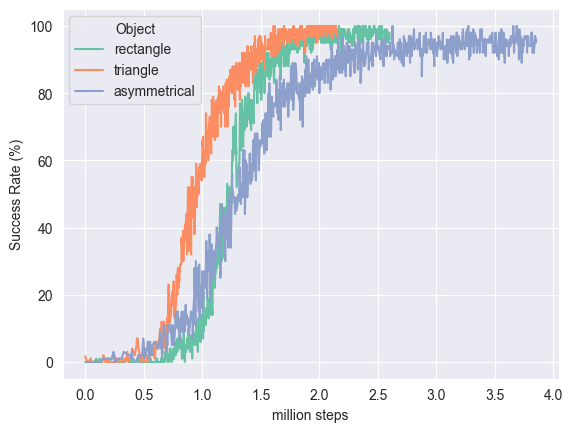 Object
rectangle
triangle
asymmetrical
Success Rate (%)
100
80
60
40
20
0
0.0 0.5 1.0 1.5 2.0 2.5 3.0 3.5 4.0
million steps